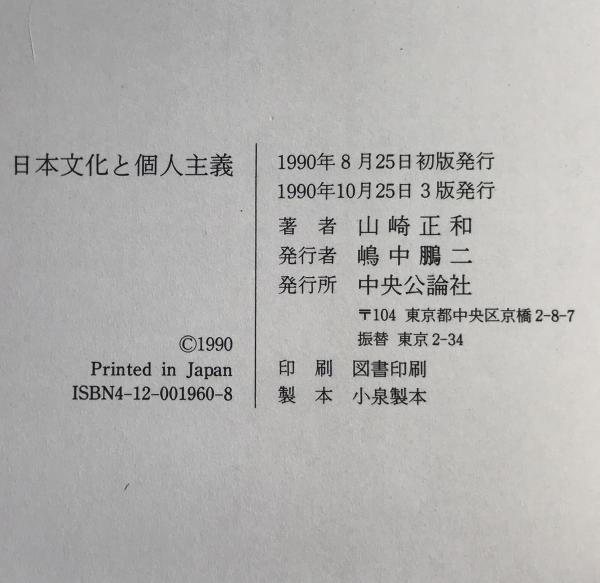 日本文化と個人主義
©1990
Printed in Japan
ISBN4-12-001960-8
1990年8月25日初版発行
1990年10月25日3版発行
著者 山崎正和
発行者 嶋中鵬二
発行所 中央公論社
〒104 東京都中央区京橋2-8-7
振替 東京2-34
印刷 図書印刷
製本 小泉製本